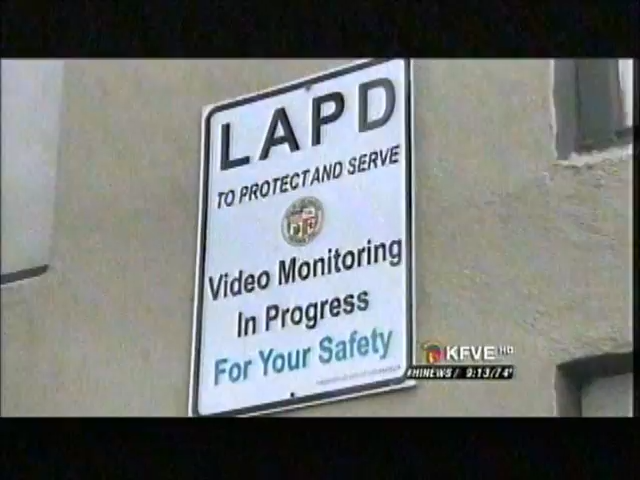 LAPD
TO PROTECT AND SERVE
Video Monitoring
In Progress
For Your Safety
KFVE HD
HINEWS / 9:13/74°